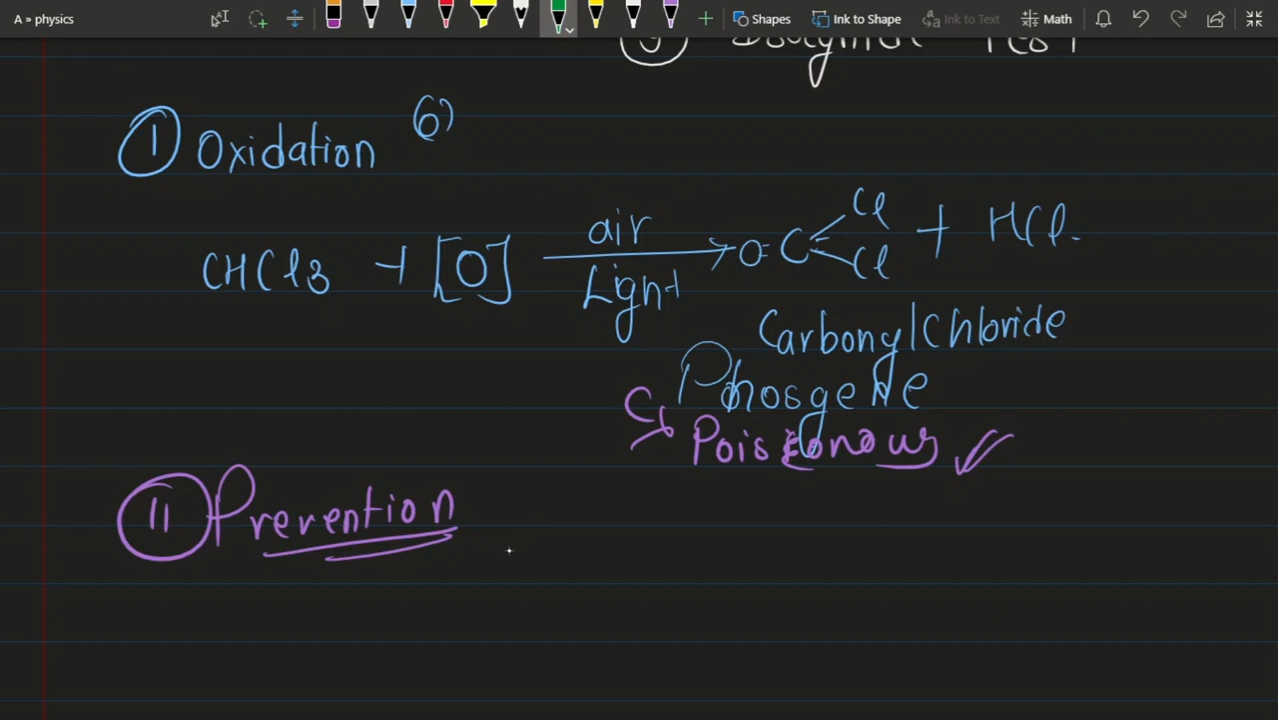 A » physics
Shapes
Ink to Shape
Ink to Text
Math
Test
① Oxidation
CHCl3 + [O] air Light → O=C Cl Cl + HCl.
Carbonyl Chloride
Phosgene
Poisonous ✓
⑪ Prevention